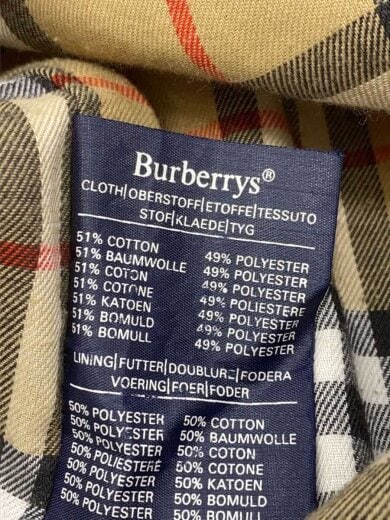 Burberrys®
CLOTH|OBERSTOFF|ETOFFE|TESSUTO
STOF|KLAEDE|TYG
51% COTTON 49% POLYESTER
51% BAUMWOLLE 49% POLYESTER
51% COTON 49% POLYESTER
51% COTONE 49% POLIESTERE
51% KATOEN 49% POLYESTER
51% BOMULD 49% POLYESTER
51% BOMULL 49% POLYESTER
LINING|FUTTER|DOUBLURE|FODERA
VOERING|FOER|FODER
50% POLYESTER 50% COTTON
50% POLYESTER 50% BAUMWOLLE
50% POLYESTER 50% COTON
50% POLIESTERE 50% COTONE
50% POLYESTER 50% KATOEN
50% POLYESTER 50% BOMULD
50% POLYESTER 50% BOMULL